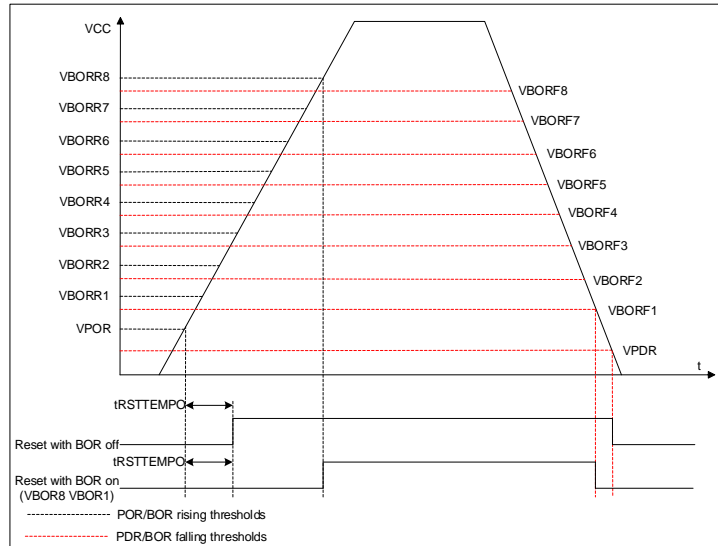 VCC
VBORR8
VBORF8
VBORR7
VBORF7
VBORR6
VBORF6
VBORR5
VBORF5
VBORR4
VBORF4
VBORR3
VBORF3
VBORR2
VBORF2
VBORR1
VBORF1
VPOR
VPDR
t
tRSTTEMPO
Reset with BOR off
tRSTTEMPO
Reset with BOR on
(VBOR8 VBOR1)
POR/BOR rising thresholds
PDR/BOR falling thresholds